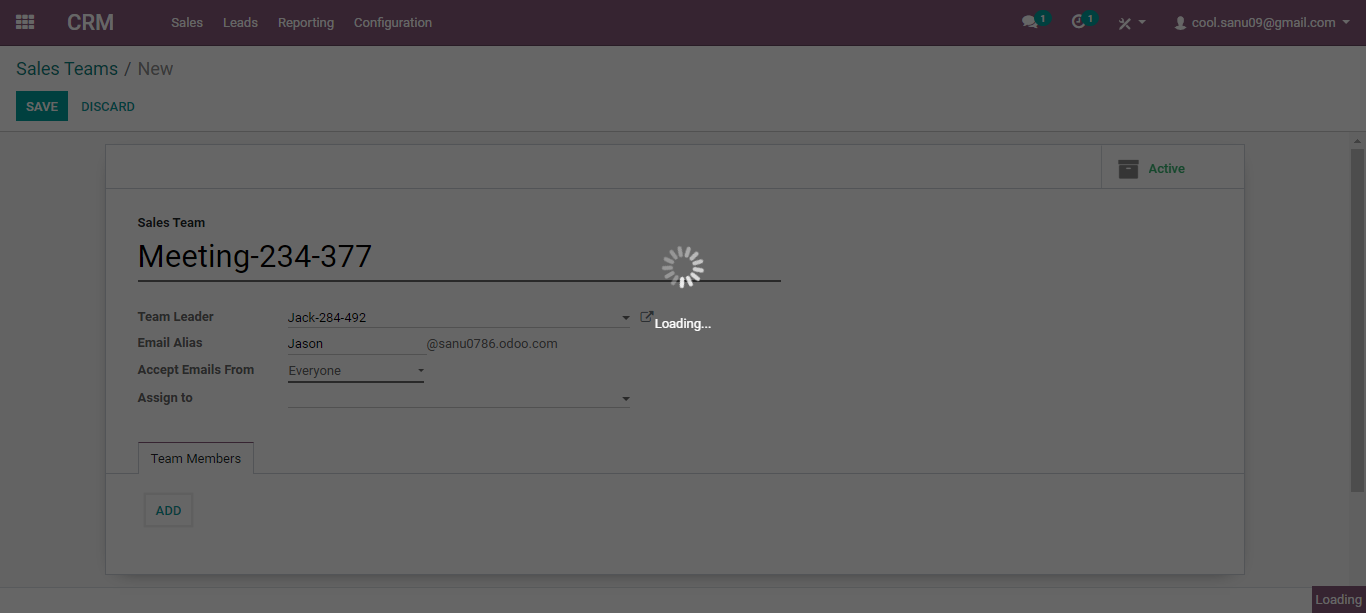 CRM Sales Leads Reporting Configuration 1 1 cool.sanu09@gmail.com
Sales Teams / New
SAVE DISCARD
Active
Sales Team
Meeting-234-377
Team Leader Jack-284-492
Loading...
Email Alias Jason @sanu0786.odoo.com
Accept Emails From Everyone
Assign to
Team Members
ADD
Loading